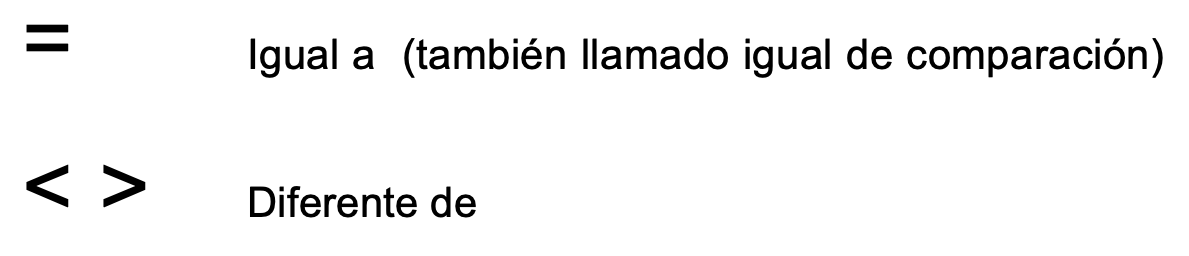 = Igual a (también llamado igual de comparación)
< > Diferente de